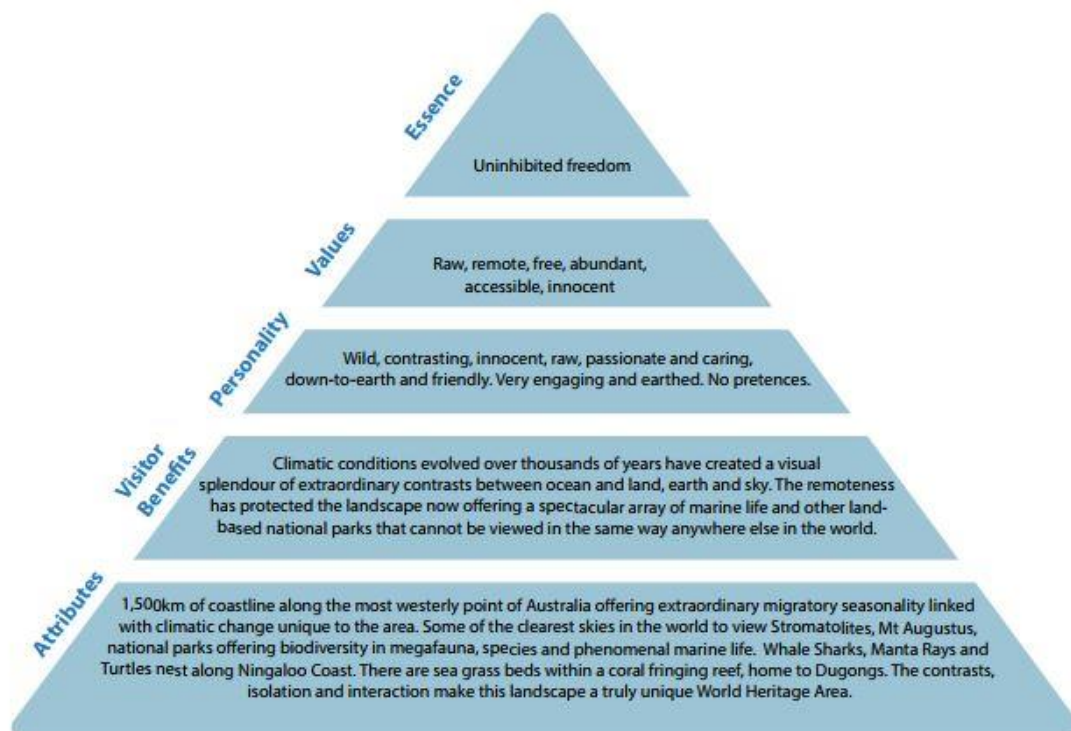 Essence
Uninhibited freedom
Values
Raw, remote, free, abundant,
accessible, innocent
Personality
Wild, contrasting, innocent, raw, passionate and caring,
down-to-earth and friendly. Very engaging and earthed. No pretences.
Visitor
Benefits
Climatic conditions evolved over thousands of years have created a visual
splendour of extraordinary contrasts between ocean and land, earth and sky. The remoteness
has protected the landscape now offering a spectacular array of marine life and other land-
based national parks that cannot be viewed in the same way anywhere else in the world.
Attributes
1,500km of coastline along the most westerly point of Australia offering extraordinary migratory seasonality linked
with climatic change unique to the area. Some of the clearest skies in the world to view Stromatolites, Mt Augustus,
national parks offering biodiversity in megafauna, species and phenomenal marine life. Whale Sharks, Manta Rays and
Turtles nest along Ningaloo Coast. There are sea grass beds within a coral fringing reef, home to Dugongs. The contrasts,
isolation and interaction make this landscape a truly unique World Heritage Area.